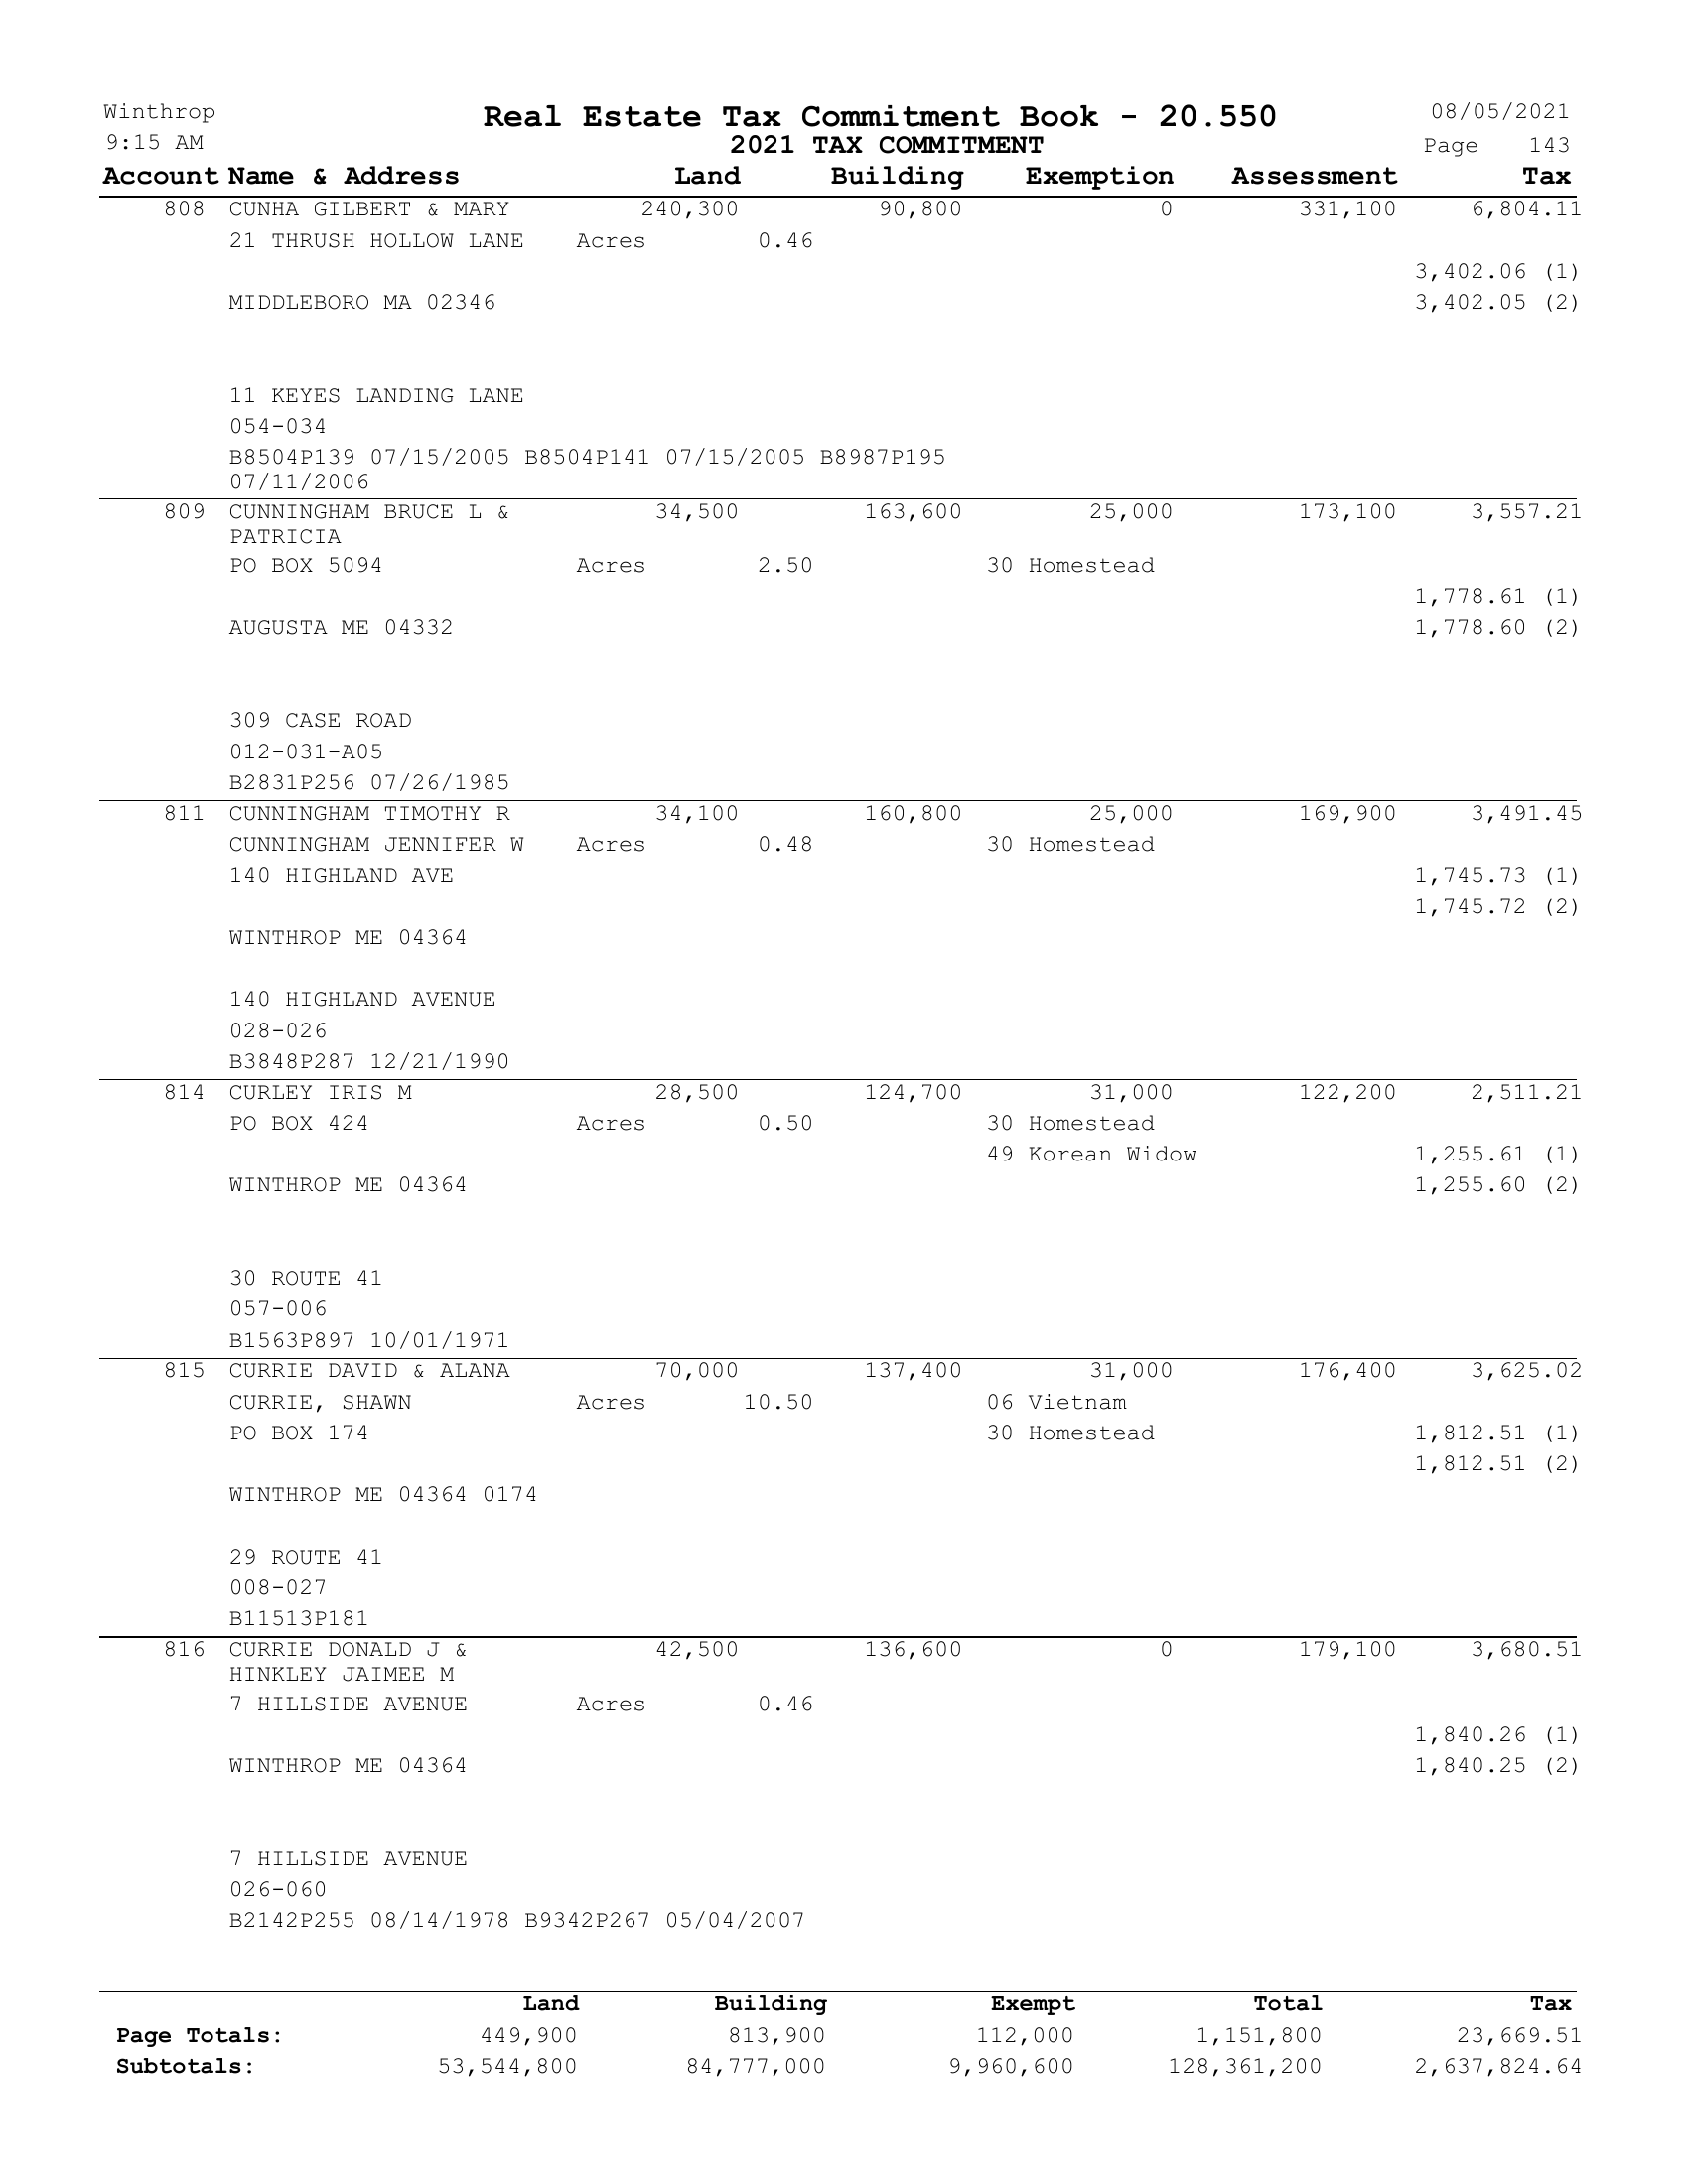 Winthrop Real Estate Tax Commitment Book - 20.550 08/05/2021
9:15 AM 2021 TAX COMMITMENT Page 143
Account Name & Address Land Building Exemption Assessment Tax
808 CUNHA GILBERT & MARY 240,300 90,800 0 331,100 6,804.11
21 THRUSH HOLLOW LANE Acres 0.46
3,402.06 (1)
MIDDLEBORO MA 02346 3,402.05 (2)
11 KEYES LANDING LANE
054-034
B8504P139 07/15/2005 B8504P141 07/15/2005 B8987P195
07/11/2006
809 CUNNINGHAM BRUCE L & 34,500 163,600 25,000 173,100 3,557.21
PATRICIA
PO BOX 5094 Acres 2.50 30 Homestead
1,778.61 (1)
AUGUSTA ME 04332 1,778.60 (2)
309 CASE ROAD
012-031-A05
B2831P256 07/26/1985
811 CUNNINGHAM TIMOTHY R 34,100 160,800 25,000 169,900 3,491.45
CUNNINGHAM JENNIFER W Acres 0.48 30 Homestead
140 HIGHLAND AVE 1,745.73 (1)
1,745.72 (2)
WINTHROP ME 04364
140 HIGHLAND AVENUE
028-026
B3848P287 12/21/1990
814 CURLEY IRIS M 28,500 124,700 31,000 122,200 2,511.21
PO BOX 424 Acres 0.50 30 Homestead
49 Korean Widow 1,255.61 (1)
WINTHROP ME 04364 1,255.60 (2)
30 ROUTE 41
057-006
B1563P897 10/01/1971
815 CURRIE DAVID & ALANA 70,000 137,400 31,000 176,400 3,625.02
CURRIE, SHAWN Acres 10.50 06 Vietnam
PO BOX 174 30 Homestead 1,812.51 (1)
1,812.51 (2)
WINTHROP ME 04364 0174
29 ROUTE 41
008-027
B11513P181
816 CURRIE DONALD J & 42,500 136,600 0 179,100 3,680.51
HINKLEY JAIMEE M
7 HILLSIDE AVENUE Acres 0.46
1,840.26 (1)
WINTHROP ME 04364 1,840.25 (2)
7 HILLSIDE AVENUE
026-060
B2142P255 08/14/1978 B9342P267 05/04/2007
Land Building Exempt Total Tax
Page Totals: 449,900 813,900 112,000 1,151,800 23,669.51
Subtotals: 53,544,800 84,777,000 9,960,600 128,361,200 2,637,824.64